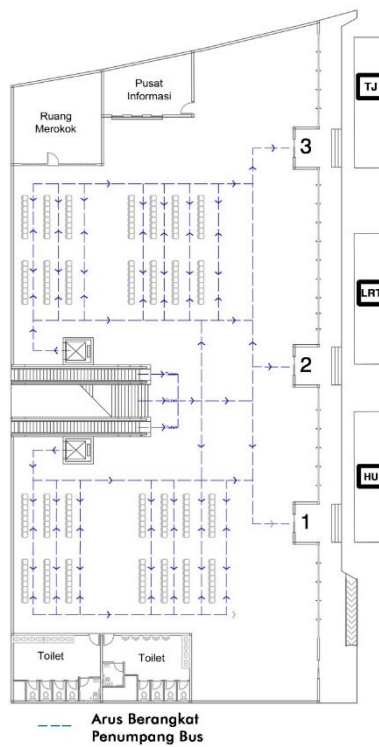 Pusat
Informasi
Ruang
Merokok
TJ
3
LRT
2
HU
1
Toilet
Toilet
Arus Berangkat
Penumpang Bus